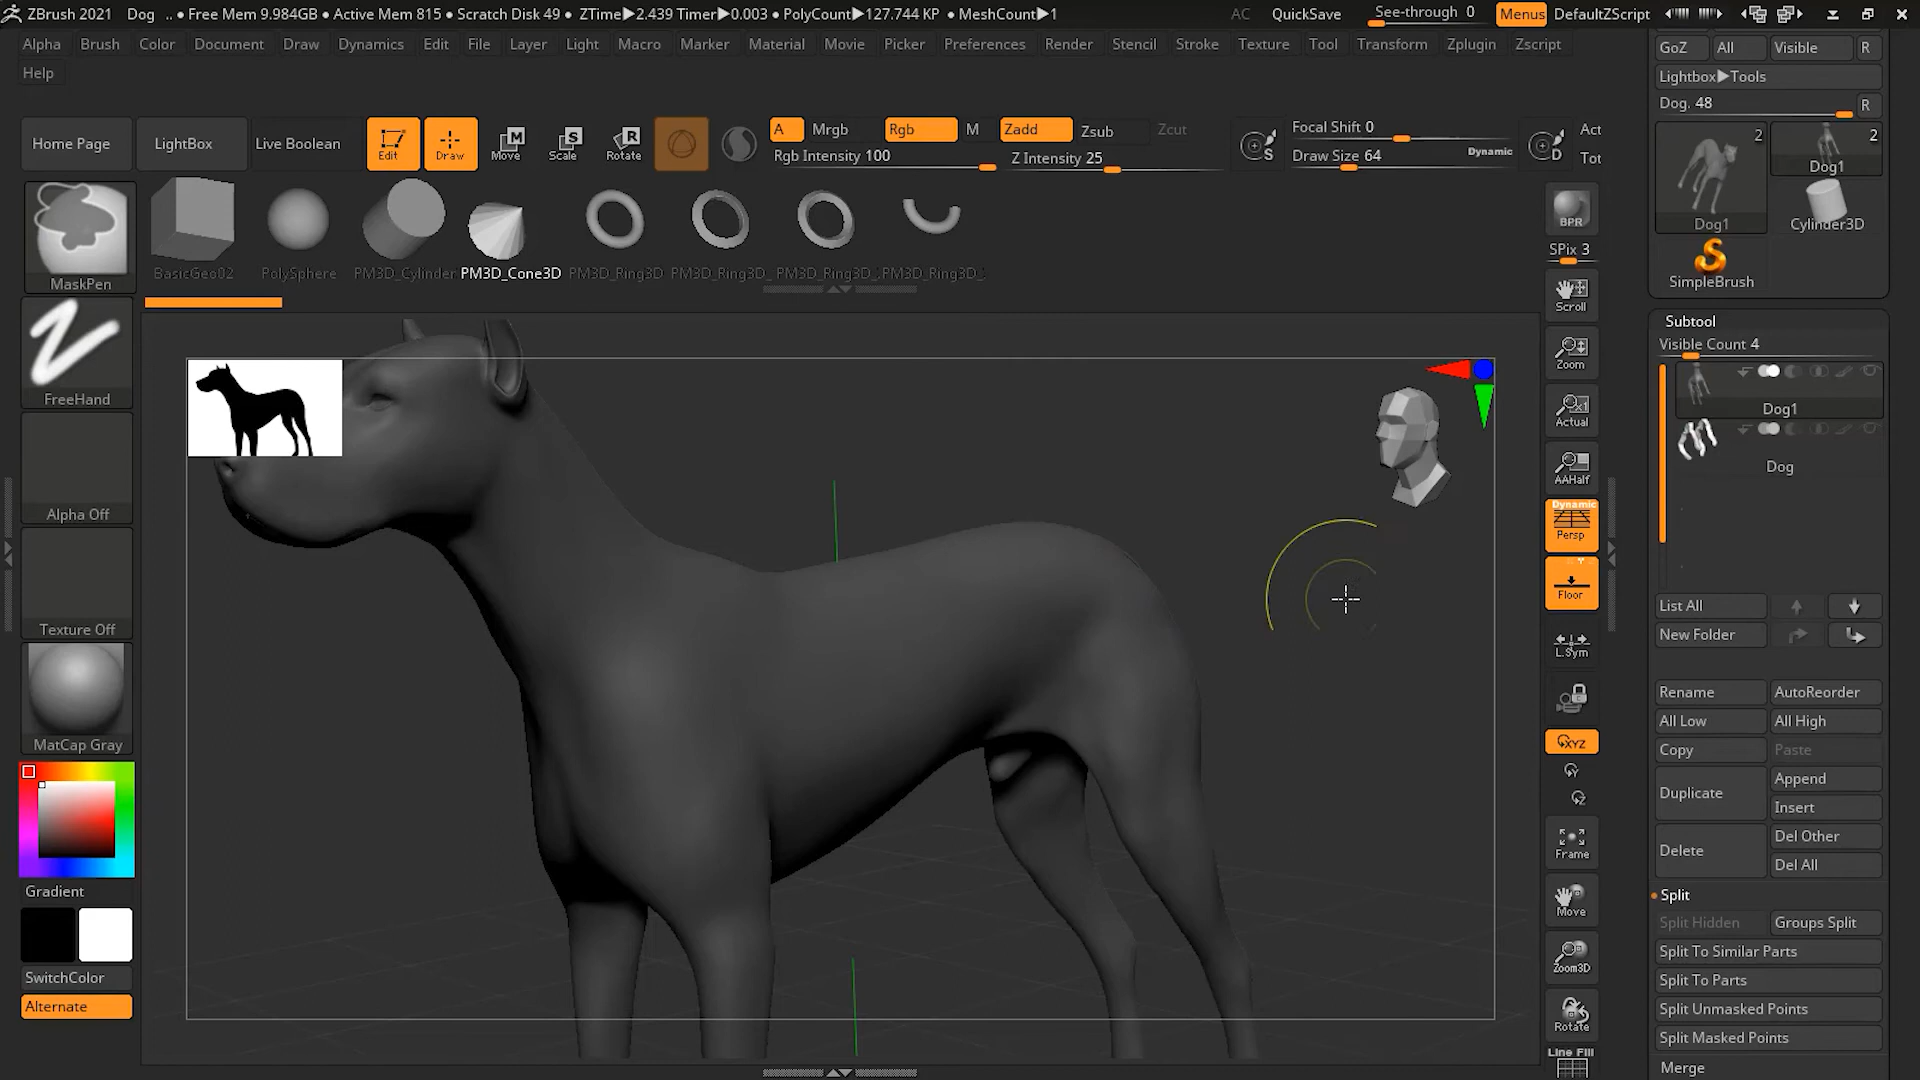 ZBrush 2021 Dog .. • Free Mem 9.984GB • Active Mem 815 • Scratch Disk 49 • ZTime▶2.439 Timer▶0.003 • PolyCount▶127.744 KP • MeshCount▶1 AC QuickSave See-through 0 Menus DefaultZScript
Alpha Brush Color Document Draw Dynamics Edit File Layer Light Macro Marker Material Movie Picker Preferences Render Stencil Stroke Texture Tool Transform Zplugin Zscript
Help
GoZ All Visible R
Lightbox▶Tools
Dog. 48 R
Home Page LightBox Live Boolean Edit Draw Move Scale Rotate
A Mrgb Rgb M Zadd Zsub Zcut
Rgb Intensity 100 Z Intensity 25
S Focal Shift 0
Draw Size 64 Dynamic D
Act
Tot
MaskPen
BasicGeo02 PolySphere PM3D_Cylinder PM3D_Cone3D PM3D_Ring3D PM3D_Ring3D_ PM3D_Ring3D_ PM3D_Ring3D_
FreeHand
Alpha Off
Texture Off
MatCap Gray
Gradient
SwitchColor
Alternate
BPR
SPix 3
Scroll
Zoom
Actual
AAHalf
Dynamic
Persp
Floor
L.Sym
XYZ
Y
Z
Frame
Move
Zoom3D
Rotate
Line Fill
2 2
Dog1
Dog1 Cylinder3D
SimpleBrush
Subtool
Visible Count 4
Dog1
Dog
List All
New Folder
Rename AutoReorder
All Low All High
Copy Paste
Duplicate Append
Insert
Delete Del Other
Del All
Split
Split Hidden Groups Split
Split To Similar Parts
Split To Parts
Split Unmasked Points
Split Masked Points
Merge